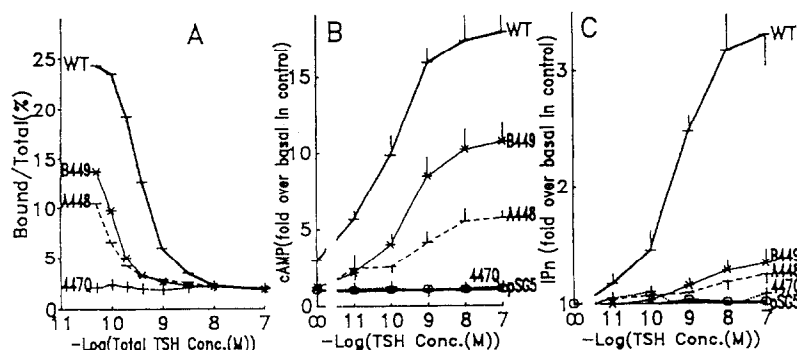 A
Bound/Total(%)
25
20
15
10
5
0
WT
B449
A448
4470
11 10 9 8 7
-Log(Total TSH Conc.(M))
B
cAMP(fold over basal in control)
15
10
5
0
WT
B449
A448
4470
pSG5
∞ 11 10 9 8 7
-Log(TSH Conc.(M))
C
IPn (fold over basal in control)
3
2
1
WT
B449
A448
4470
pSG5
∞ 11 10 9 8 7
-Log(TSH Conc.(M))